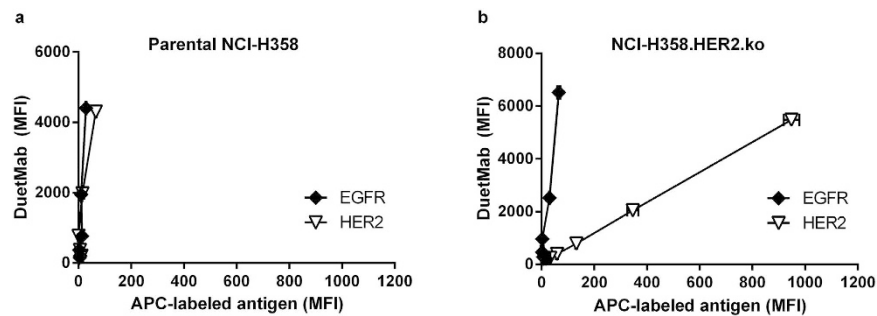 a
Parental NCI-H358
DuetMab (MFI)
6000
4000
2000
0
EGFR
HER2
0 200 400 600 800 1000 1200
APC-labeled antigen (MFI)
b
NCI-H358.HER2.ko
DuetMab (MFI)
8000
6000
4000
2000
0
EGFR
HER2
0 200 400 600 800 1000 1200
APC-labeled antigen (MFI)